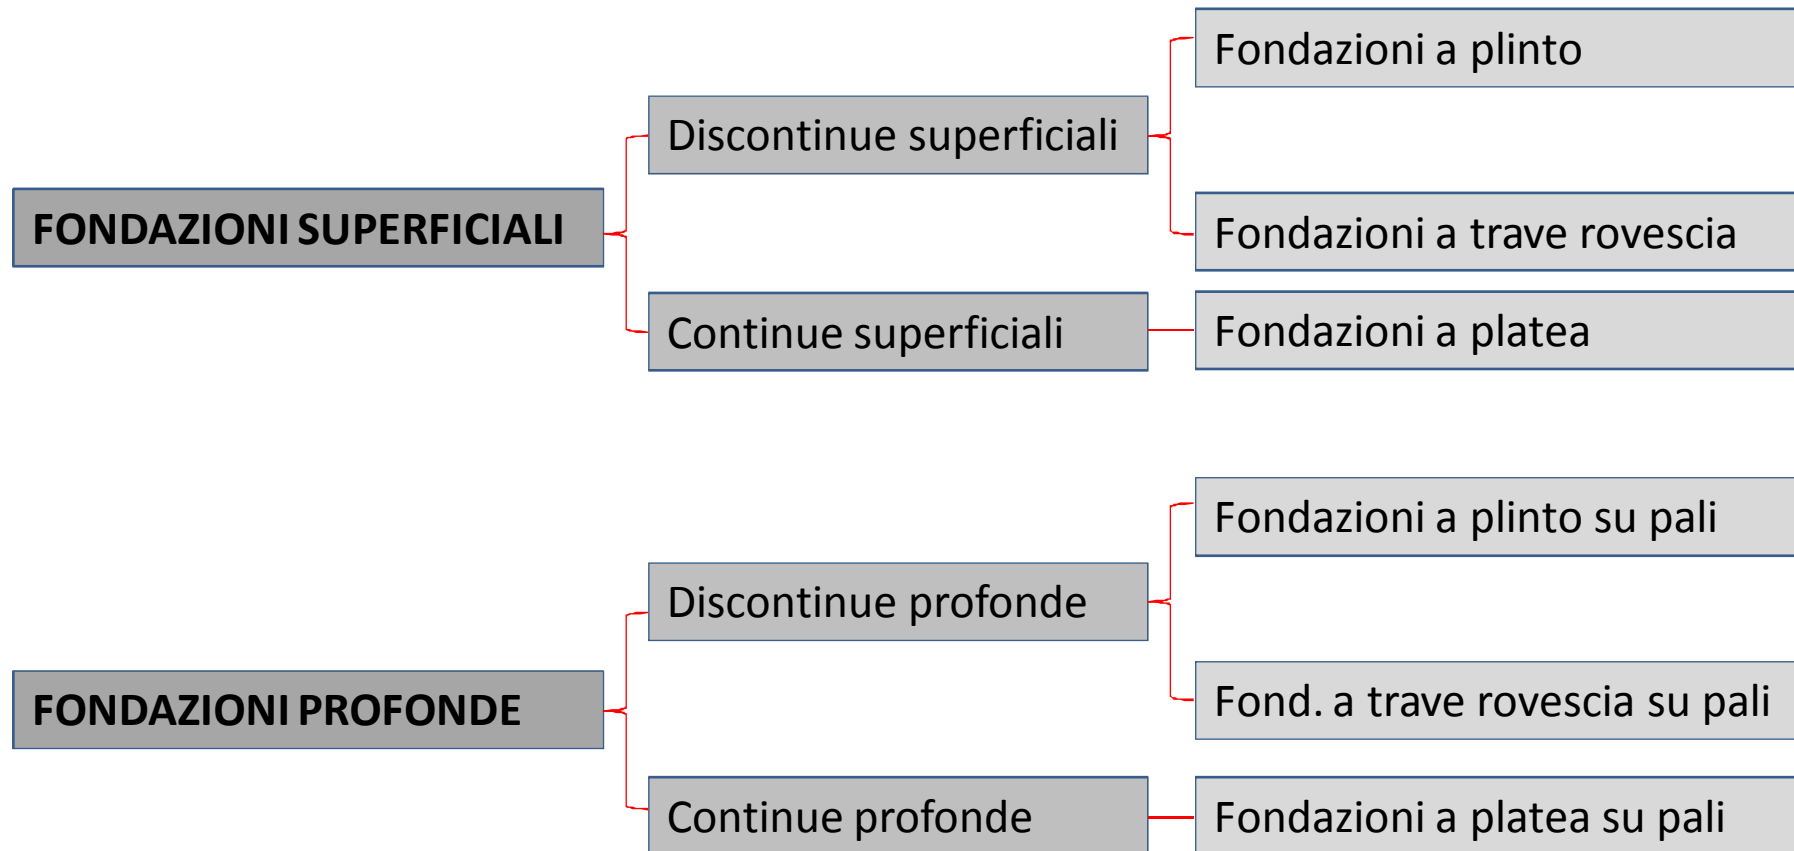 Fondazioni a plinto
Discontinue superficiali
FONDAZIONI SUPERFICIALI
Fondazioni a trave rovescia
Continue superficiali
Fondazioni a platea
Fondazioni a plinto su pali
Discontinue profonde
FONDAZIONI PROFONDE
Fond. a trave rovescia su pali
Continue profonde
Fondazioni a platea su pali